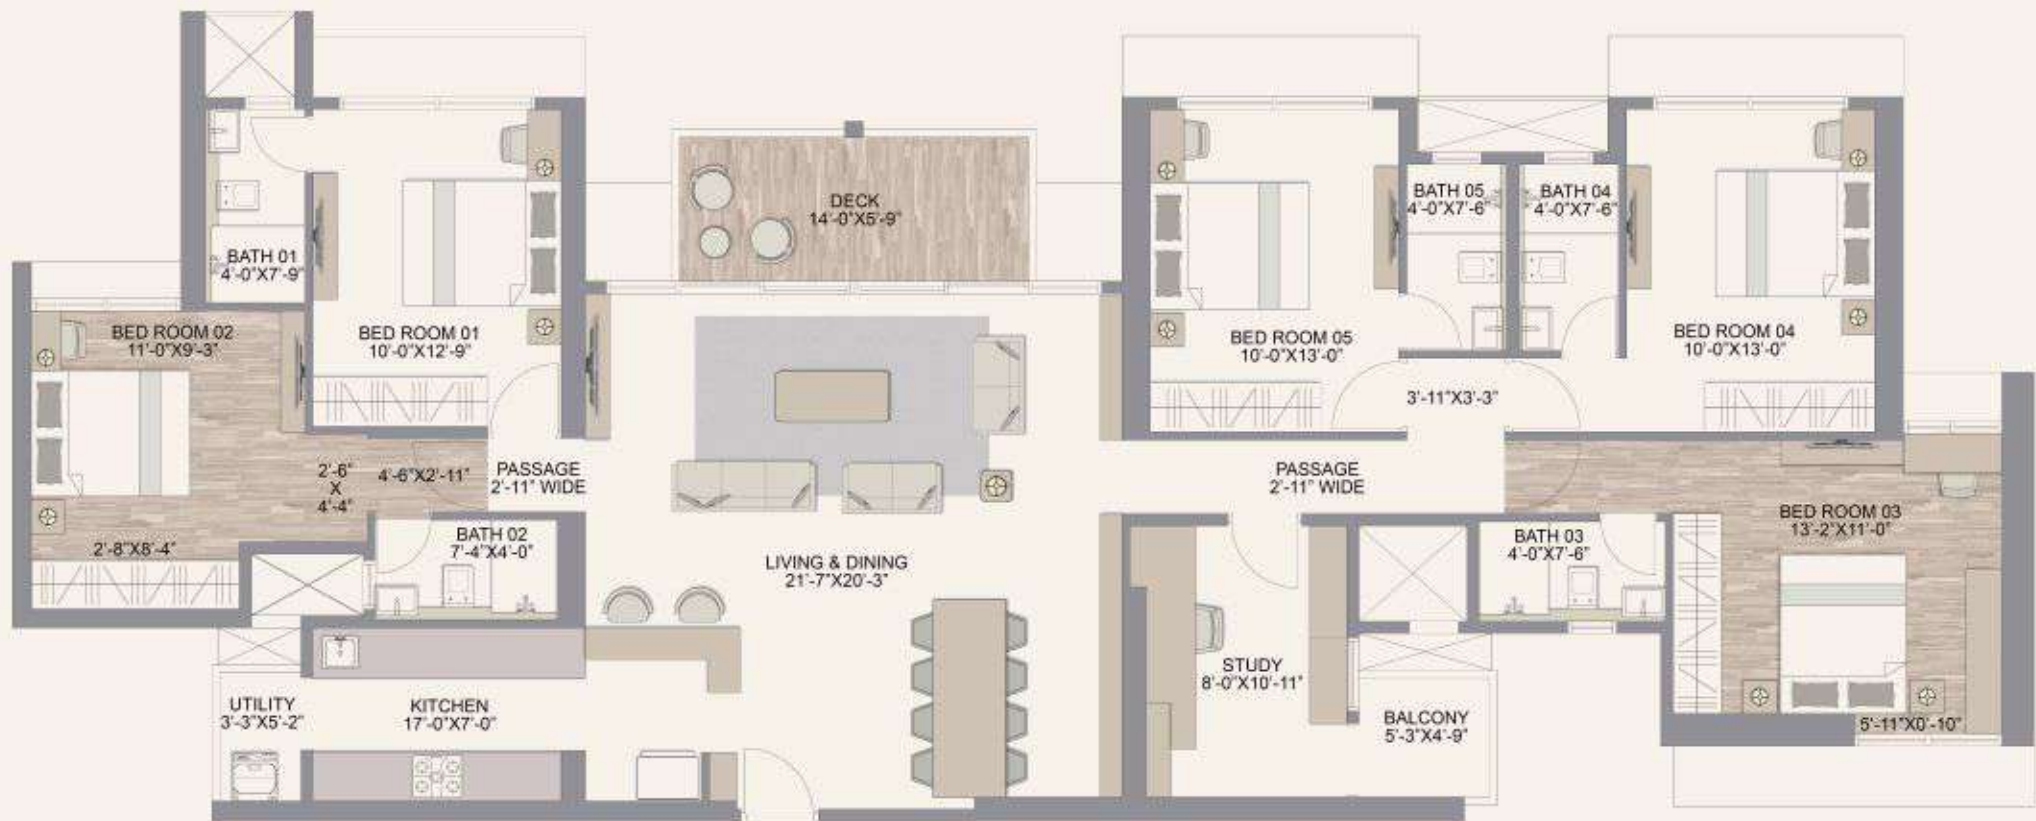 DECK
14'-0"X5'-9"
BATH 05
4'-0"X7'-6"
BATH 04
4'-0"X7'-6"
BATH 01
4'-0"X7'-9"
BED ROOM 02
11'-0"X9'-3"
BED ROOM 01
10'-0"X12'-9"
BED ROOM 05
10'-0"X13'-0"
BED ROOM 04
10'-0"X13'-0"
3'-11"X3'-3"
2'-6"
X
4'-4"
4'-6"X2'-11"
PASSAGE
2'-11" WIDE
PASSAGE
2'-11" WIDE
BED ROOM 03
13'-2"X11'-0"
2'-8"X8'-4"
BATH 02
7'-4"X4'-0"
BATH 03
4'-0"X7'-6"
LIVING & DINING
21'-7"X20'-3"
STUDY
8'-0"X10'-11"
UTILITY
3'-3"X5'-2"
KITCHEN
17'-0"X7'-0"
BALCONY
5'-3"X4'-9"
5'-11"X0'-10"